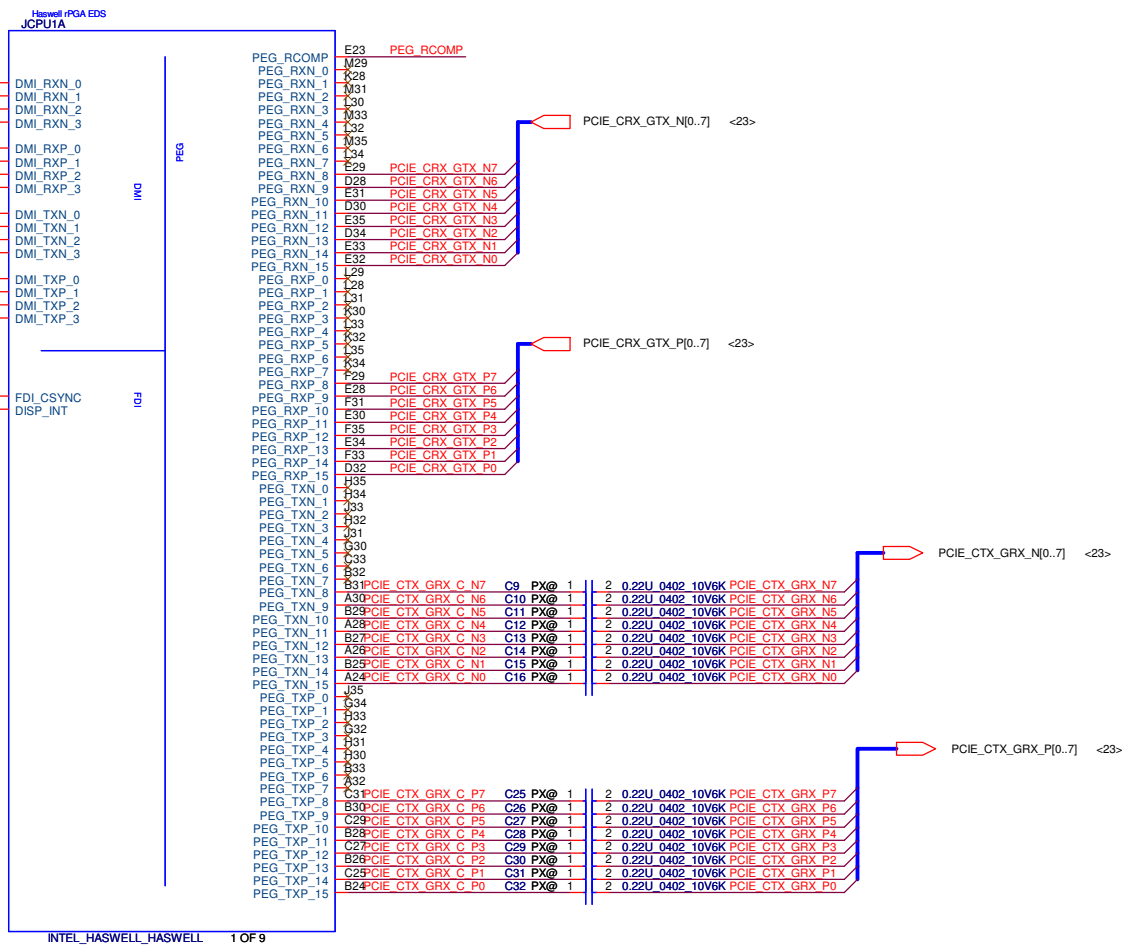 Haswell rPGA EDS
JCPU1A
DMI_RXN_0
DMI_RXN_1
DMI_RXN_2
DMI_RXN_3
DMI_RXP_0
DMI_RXP_1
DMI_RXP_2
DMI_RXP_3
DMI_TXN_0
DMI_TXN_1
DMI_TXN_2
DMI_TXN_3
DMI_TXP_0
DMI_TXP_1
DMI_TXP_2
DMI_TXP_3
FDI_CSYNC
DISP_INT
PEG
DMI
FDI
PEG_RCOMP E23 PEG_RCOMP
PEG_RXN_0 M29
PEG_RXN_1 K28
PEG_RXN_2 M31
PEG_RXN_3 L30
PEG_RXN_4 M33
PEG_RXN_5 L32
PEG_RXN_6 M35
PEG_RXN_7 L34
PEG_RXN_8 E29 PCIE_CRX_GTX_N7
PEG_RXN_9 D28 PCIE_CRX_GTX_N6
PEG_RXN_10 E31 PCIE_CRX_GTX_N5
PEG_RXN_11 D30 PCIE_CRX_GTX_N4
PEG_RXN_12 E35 PCIE_CRX_GTX_N3
PEG_RXN_13 D34 PCIE_CRX_GTX_N2
PEG_RXN_14 E33 PCIE_CRX_GTX_N1
PEG_RXN_15 E32 PCIE_CRX_GTX_N0
PCIE_CRX_GTX_N[0..7] <23>
PEG_RXP_0 L29
PEG_RXP_1 L28
PEG_RXP_2 L31
PEG_RXP_3 K30
PEG_RXP_4 L33
PEG_RXP_5 K32
PEG_RXP_6 L35
PEG_RXP_7 K34
PEG_RXP_8 F29 PCIE_CRX_GTX_P7
PEG_RXP_9 E28 PCIE_CRX_GTX_P6
PEG_RXP_10 F31 PCIE_CRX_GTX_P5
PEG_RXP_11 E30 PCIE_CRX_GTX_P4
PEG_RXP_12 F35 PCIE_CRX_GTX_P3
PEG_RXP_13 E34 PCIE_CRX_GTX_P2
PEG_RXP_14 F33 PCIE_CRX_GTX_P1
PEG_RXP_15 D32 PCIE_CRX_GTX_P0
PCIE_CRX_GTX_P[0..7] <23>
PEG_TXN_0 H35
PEG_TXN_1 H34
PEG_TXN_2 J33
PEG_TXN_3 H32
PEG_TXN_4 J31
PEG_TXN_5 G30
PEG_TXN_6 C33
PEG_TXN_7 B32
PEG_TXN_8 B31 PCIE_CTX_GRX_C_N7 C9 PX@ 1 2 0.22U_0402_10V6K PCIE_CTX_GRX_N7
PEG_TXN_9 A30 PCIE_CTX_GRX_C_N6 C10 PX@ 1 2 0.22U_0402_10V6K PCIE_CTX_GRX_N6
PEG_TXN_10 B29 PCIE_CTX_GRX_C_N5 C11 PX@ 1 2 0.22U_0402_10V6K PCIE_CTX_GRX_N5
PEG_TXN_11 A28 PCIE_CTX_GRX_C_N4 C12 PX@ 1 2 0.22U_0402_10V6K PCIE_CTX_GRX_N4
PEG_TXN_12 B27 PCIE_CTX_GRX_C_N3 C13 PX@ 1 2 0.22U_0402_10V6K PCIE_CTX_GRX_N3
PEG_TXN_13 A26 PCIE_CTX_GRX_C_N2 C14 PX@ 1 2 0.22U_0402_10V6K PCIE_CTX_GRX_N2
PEG_TXN_14 B25 PCIE_CTX_GRX_C_N1 C15 PX@ 1 2 0.22U_0402_10V6K PCIE_CTX_GRX_N1
PEG_TXN_15 A24 PCIE_CTX_GRX_C_N0 C16 PX@ 1 2 0.22U_0402_10V6K PCIE_CTX_GRX_N0
PCIE_CTX_GRX_N[0..7] <23>
PEG_TXP_0 J35
PEG_TXP_1 G34
PEG_TXP_2 H33
PEG_TXP_3 G32
PEG_TXP_4 H31
PEG_TXP_5 H30
PEG_TXP_6 B33
PEG_TXP_7 A32
PEG_TXP_8 C31 PCIE_CTX_GRX_C_P7 C25 PX@ 1 2 0.22U_0402_10V6K PCIE_CTX_GRX_P7
PEG_TXP_9 B30 PCIE_CTX_GRX_C_P6 C26 PX@ 1 2 0.22U_0402_10V6K PCIE_CTX_GRX_P6
PEG_TXP_10 C29 PCIE_CTX_GRX_C_P5 C27 PX@ 1 2 0.22U_0402_10V6K PCIE_CTX_GRX_P5
PEG_TXP_11 B28 PCIE_CTX_GRX_C_P4 C28 PX@ 1 2 0.22U_0402_10V6K PCIE_CTX_GRX_P4
PEG_TXP_12 C27 PCIE_CTX_GRX_C_P3 C29 PX@ 1 2 0.22U_0402_10V6K PCIE_CTX_GRX_P3
PEG_TXP_13 B26 PCIE_CTX_GRX_C_P2 C30 PX@ 1 2 0.22U_0402_10V6K PCIE_CTX_GRX_P2
PEG_TXP_14 C25 PCIE_CTX_GRX_C_P1 C31 PX@ 1 2 0.22U_0402_10V6K PCIE_CTX_GRX_P1
PEG_TXP_15 B24 PCIE_CTX_GRX_C_P0 C32 PX@ 1 2 0.22U_0402_10V6K PCIE_CTX_GRX_P0
PCIE_CTX_GRX_P[0..7] <23>
INTEL_HASWELL_HASWELL 1 OF 9